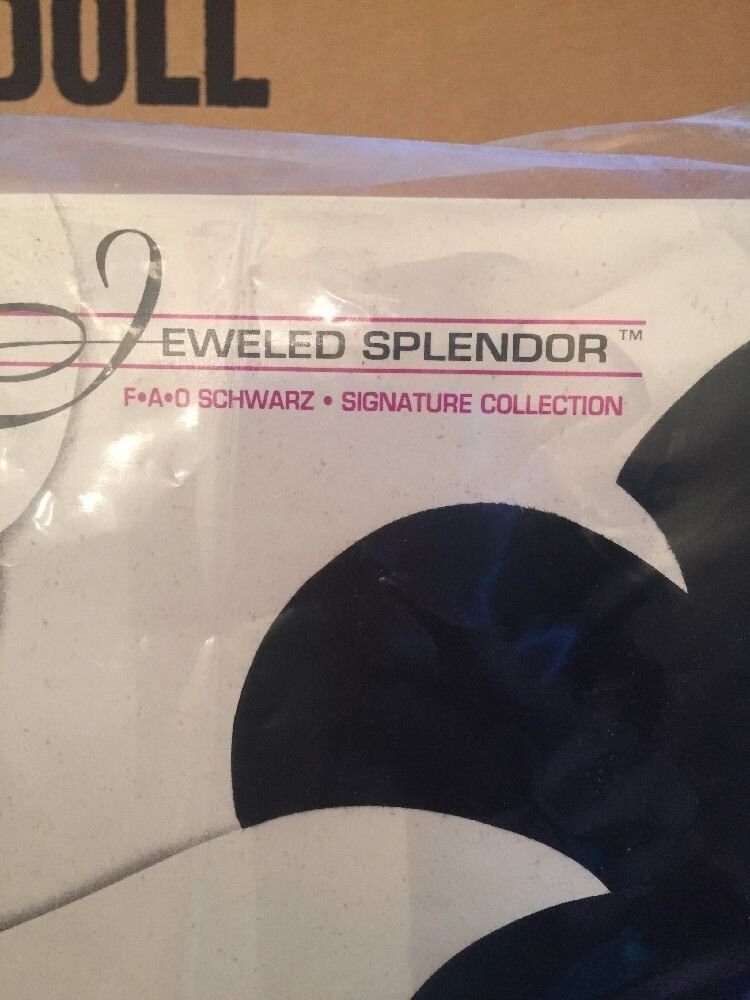 DOLL
JEWELED SPLENDOR™
F•A•O SCHWARZ • SIGNATURE COLLECTION